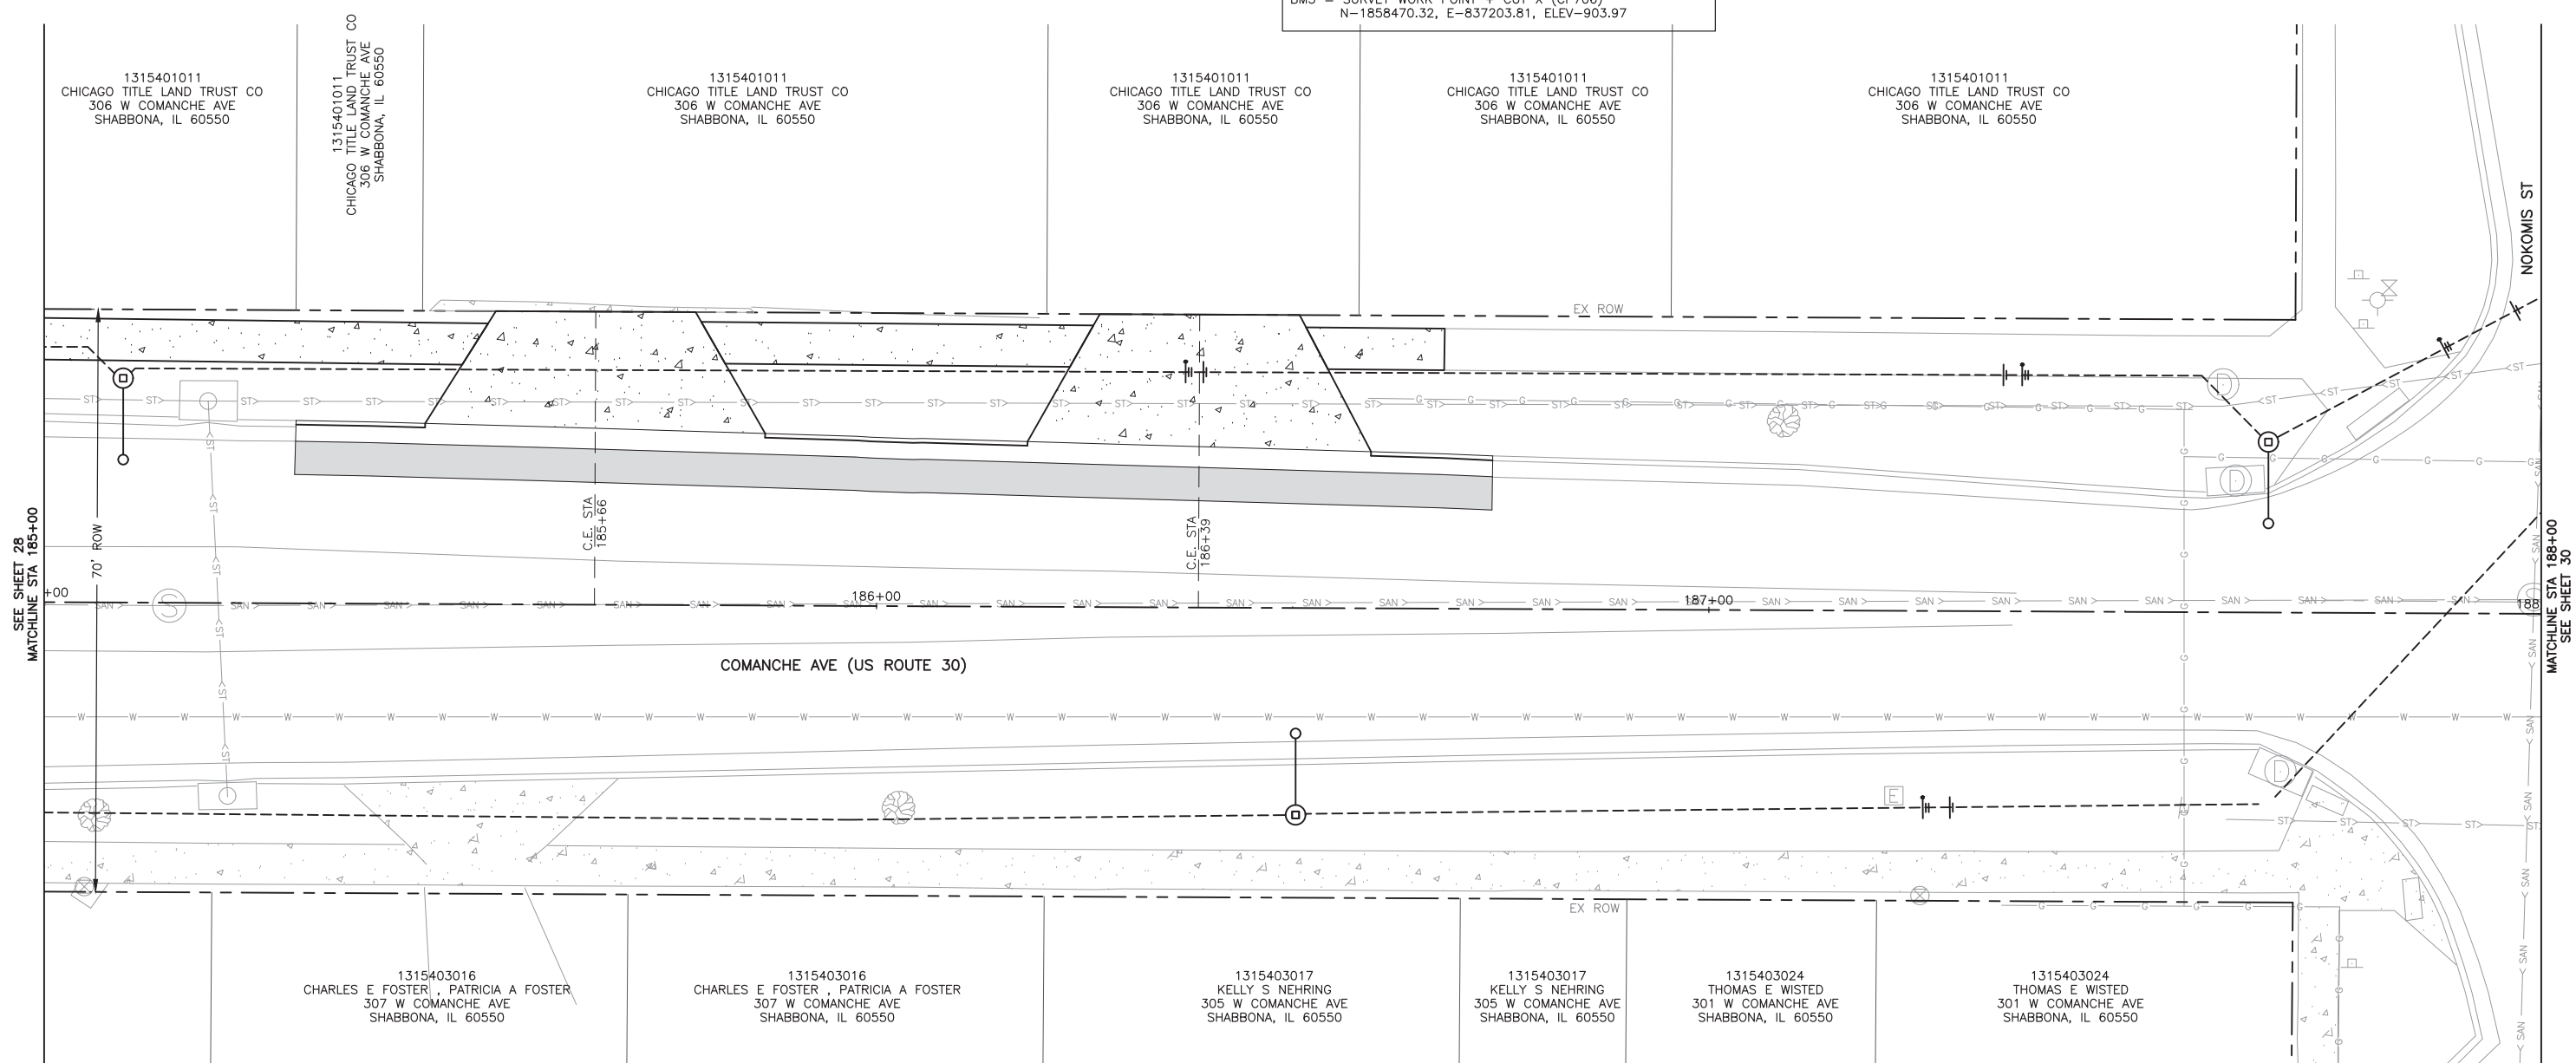 BM5 – SURVEY WORK POINT + CUT X (CP706)
N-1858470.32, E-837203.81, ELEV-903.97
1315401011
CHICAGO TITLE LAND TRUST CO
306 W COMANCHE AVE
SHABBONA, IL 60550
1315401011
CHICAGO TITLE LAND TRUST CO
306 W COMANCHE AVE
SHABBONA, IL 60550
1315401011
CHICAGO TITLE LAND TRUST CO
306 W COMANCHE AVE
SHABBONA, IL 60550
1315401011
CHICAGO TITLE LAND TRUST CO
306 W COMANCHE AVE
SHABBONA, IL 60550
1315401011
CHICAGO TITLE LAND TRUST CO
306 W COMANCHE AVE
SHABBONA, IL 60550
1315401011
CHICAGO TITLE LAND TRUST CO
306 W COMANCHE AVE
SHABBONA, IL 60550
NOKOMIS ST
EX ROW
SEE SHEET 28
MATCHLINE STA 185+00
70' ROW
C.E. STA
185+66
C.E. STA
186+39
+00
186+00
187+00
188
MATCHLINE STA 188+00
SEE SHEET 30
COMANCHE AVE (US ROUTE 30)
EX ROW
1315403016
CHARLES E FOSTER , PATRICIA A FOSTER
307 W COMANCHE AVE
SHABBONA, IL 60550
1315403016
CHARLES E FOSTER , PATRICIA A FOSTER
307 W COMANCHE AVE
SHABBONA, IL 60550
1315403017
KELLY S NEHRING
305 W COMANCHE AVE
SHABBONA, IL 60550
1315403017
KELLY S NEHRING
305 W COMANCHE AVE
SHABBONA, IL 60550
1315403024
THOMAS E WISTED
301 W COMANCHE AVE
SHABBONA, IL 60550
1315403024
THOMAS E WISTED
301 W COMANCHE AVE
SHABBONA, IL 60550